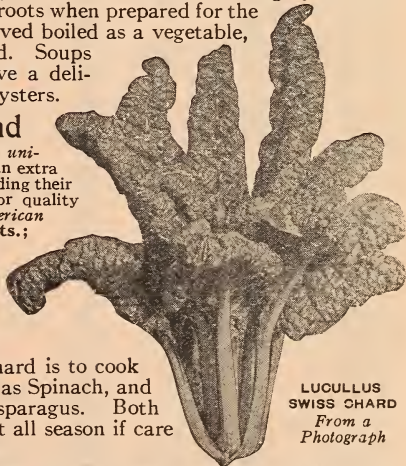 roots when prepared for the
ved boiled as a vegetable,
d. Soups
ve a deli-
ysters.
nd
uni-
n extra
ding their
or quality
erican
ts.;
hard is to cook
as Spinach, and
sparagus. Both
t all season if care
LUCULLUS
SWISS CHARD
From a
Photograph